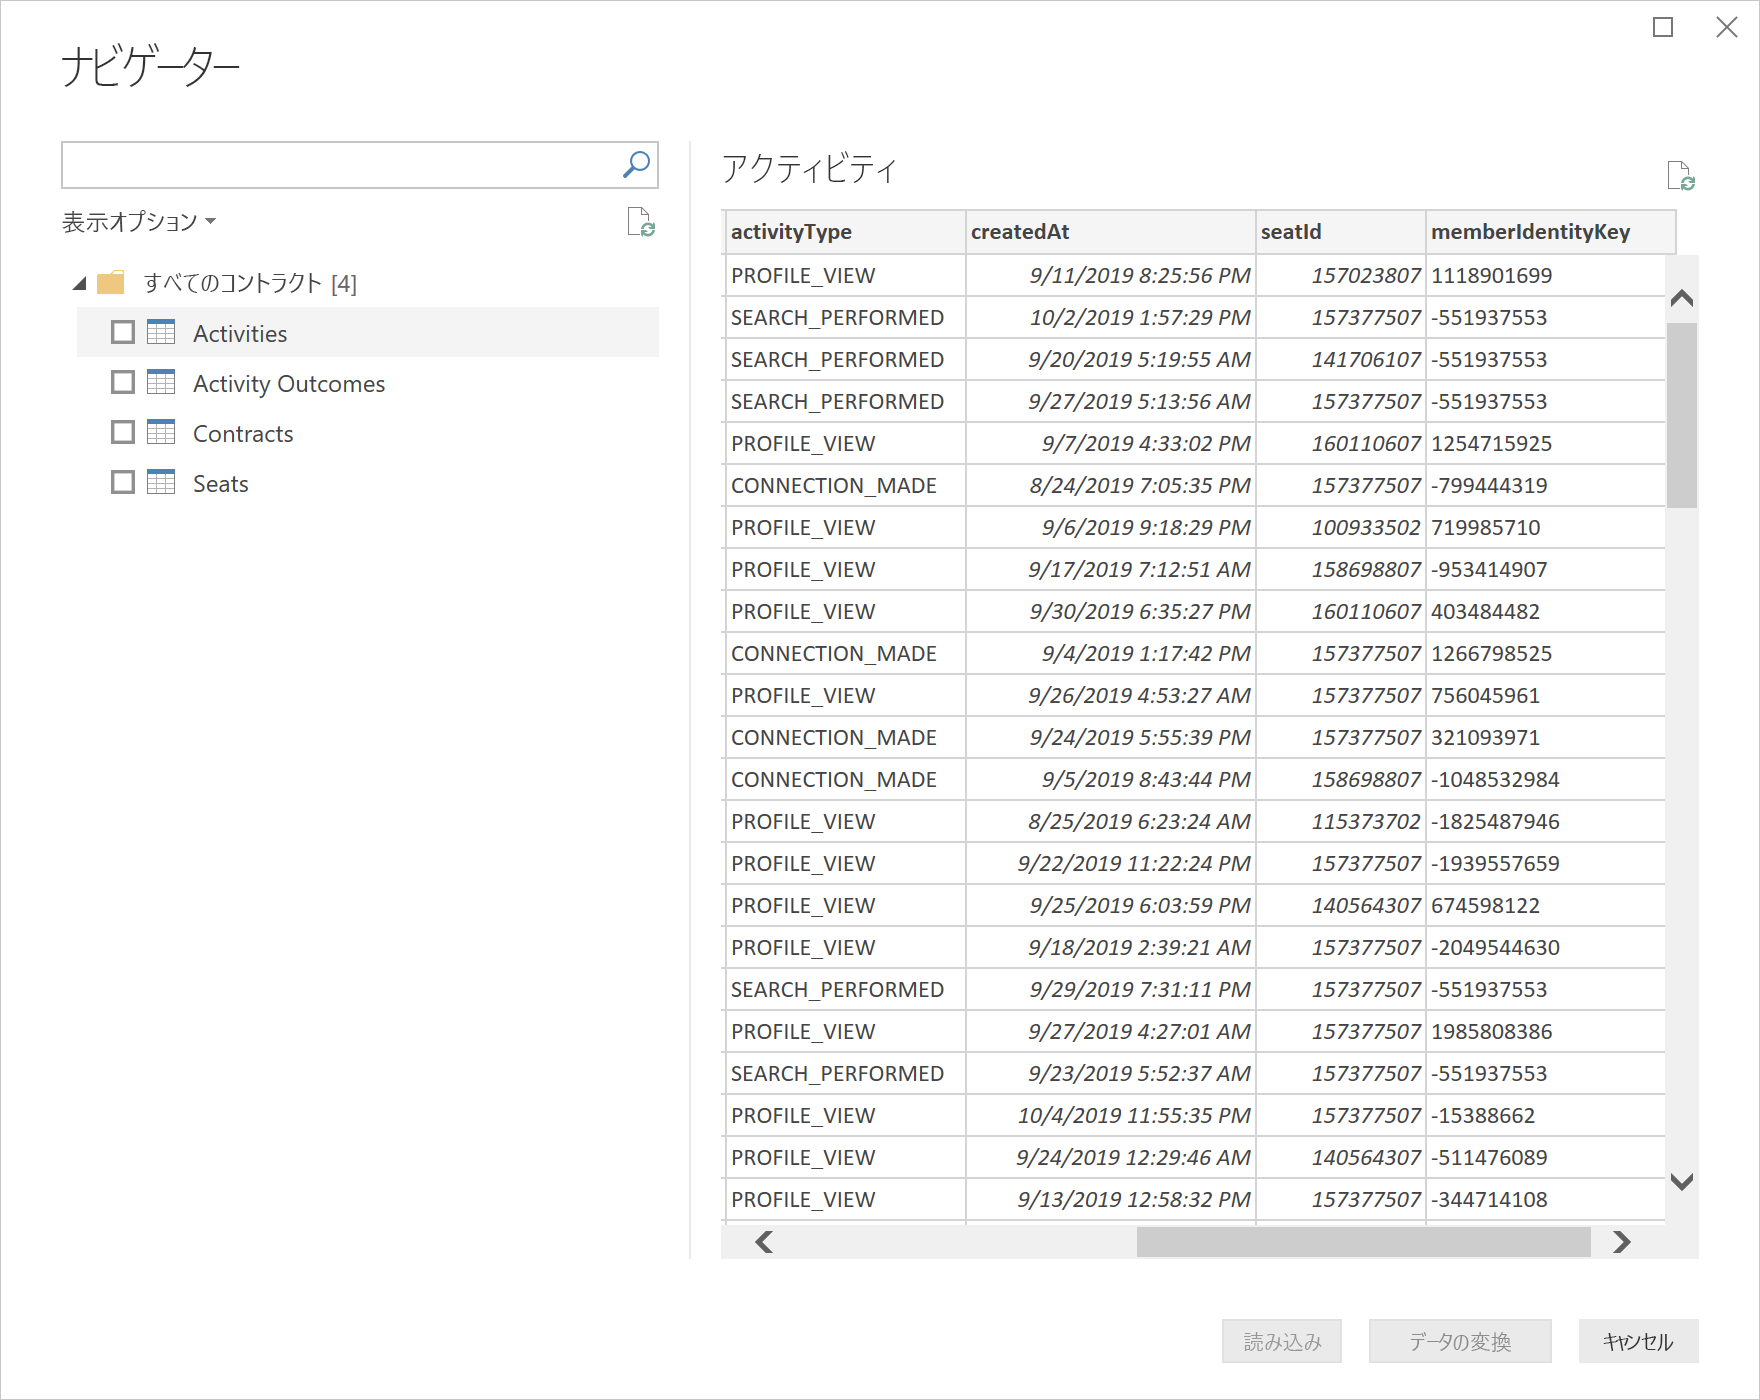 ナビゲーター
表示オプション
すべてのコントラクト [4]
Activities
Activity Outcomes
Contracts
Seats
アクティビティ
activityType createdAt seatId memberIdentityKey
PROFILE_VIEW 9/11/2019 8:25:56 PM 157023807 1118901699
SEARCH_PERFORMED 10/2/2019 1:57:29 PM 157377507 -551937553
SEARCH_PERFORMED 9/20/2019 5:19:55 AM 141706107 -551937553
SEARCH_PERFORMED 9/27/2019 5:13:56 AM 157377507 -551937553
PROFILE_VIEW 9/7/2019 4:33:02 PM 160110607 1254715925
CONNECTION_MADE 8/24/2019 7:05:35 PM 157377507 -799444319
PROFILE_VIEW 9/6/2019 9:18:29 PM 100933502 719985710
PROFILE_VIEW 9/17/2019 7:12:51 AM 158698807 -953414907
PROFILE_VIEW 9/30/2019 6:35:27 PM 160110607 403484482
CONNECTION_MADE 9/4/2019 1:17:42 PM 157377507 1266798525
PROFILE_VIEW 9/26/2019 4:53:27 AM 157377507 756045961
CONNECTION_MADE 9/24/2019 5:55:39 PM 157377507 321093971
CONNECTION_MADE 9/5/2019 8:43:44 PM 158698807 -1048532984
PROFILE_VIEW 8/25/2019 6:23:24 AM 115373702 -1825487946
PROFILE_VIEW 9/22/2019 11:22:24 PM 157377507 -1939557659
PROFILE_VIEW 9/25/2019 6:03:59 PM 140564307 674598122
PROFILE_VIEW 9/18/2019 2:39:21 AM 157377507 -2049544630
SEARCH_PERFORMED 9/29/2019 7:31:11 PM 157377507 -551937553
PROFILE_VIEW 9/27/2019 4:27:01 AM 157377507 1985808386
SEARCH_PERFORMED 9/23/2019 5:52:37 AM 157377507 -551937553
PROFILE_VIEW 10/4/2019 11:55:35 PM 157377507 -15388662
PROFILE_VIEW 9/24/2019 12:29:46 AM 140564307 -511476089
PROFILE_VIEW 9/13/2019 12:58:32 PM 157377507 -344714108
読み込み データの変換 キャンセル